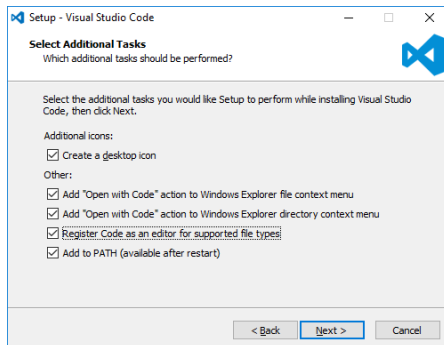 Setup - Visual Studio Code
Select Additional Tasks
Which additional tasks should be performed?
Select the additional tasks you would like Setup to perform while installing Visual Studio
Code, then click Next.
Additional icons:
Create a desktop icon
Other:
Add "Open with Code" action to Windows Explorer file context menu
Add "Open with Code" action to Windows Explorer directory context menu
Register Code as an editor for supported file types
Add to PATH (available after restart)
< Back Next > Cancel